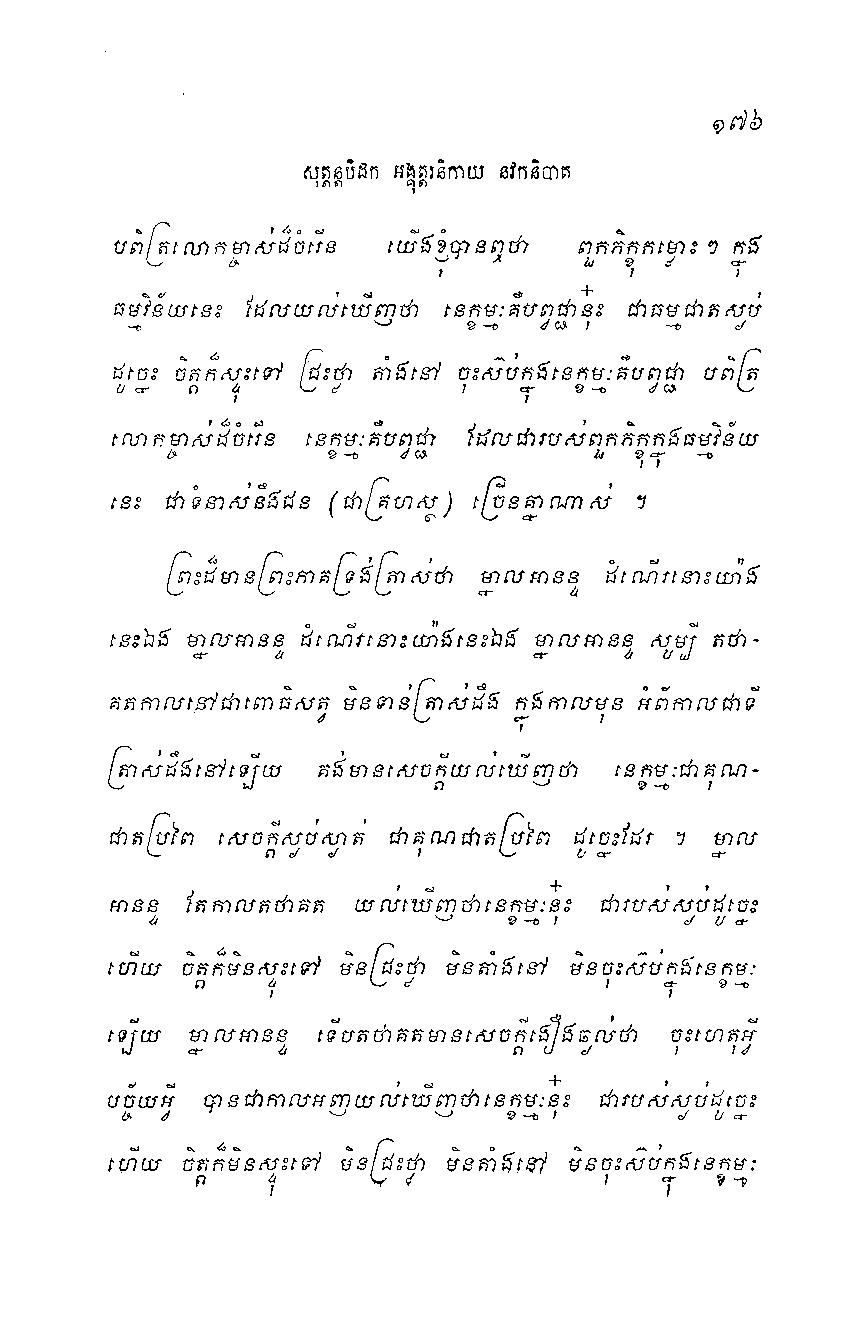 ១៧៦
សុត្តន្តបិដក អង្គុត្តរនិកាយ នវកនិបាត
បពិត្រលោកម្ចាស់ដ៏ចំរើន យើងខ្ញុំបានឮថា ពួកភិក្ខុកម្លោះ ៗ ក្នុង
ធម្មវិន័យនេះ ដែលយល់ឃើញថា នេក្ខម្មៈគឺបព្វជ្ជានុ៎ះ ជាធម្មជាតស្ងប់
ដូច្នេះ ចិត្តក៏ស្ទុះទៅ ជ្រះថ្លា តាំងនៅ ចុះស៊ប់ក្នុងនេក្ខម្មៈគឺបព្វជ្ជា បពិត្រ
លោកម្ចាស់ដ៏ចំរើន នេក្ខម្មៈគឺបព្វជ្ជា ដែលជារបស់ពួកភិក្ខុក្នុងធម្មវិន័យ
នេះ ជាទំនាស់នឹងជន (ជាគ្រហស្ថ) ច្រើនគ្នាណាស់ ។
ព្រះដ៏មានព្រះភាគទ្រង់ត្រាស់ថា ម្នាលអានន្ទ ដំណើរនោះយ៉ាង
នេះឯង ម្នាលអានន្ទ ដំណើរនោះយ៉ាងនេះឯង ម្នាលអានន្ទ សូម្បី តថា-
គតកាលនៅជាពោធិសត្វ មិនទាន់ត្រាស់ដឹង ក្នុងកាលមុន អំពីកាលជាទី
ត្រាស់ដឹងនៅឡើយ គង់មានសេចក្តីយល់ឃើញថា នេក្ខម្មៈជាគុណ-
ជាតប្រពៃ សេចក្តីស្ងប់ស្ងាត់ ជាគុណជាតប្រពៃ ដូច្នេះដែរ ។ ម្នាល
អានន្ទ តែកាលតថាគត យល់ឃើញថានេក្ខម្មៈនុ៎ះ ជារបស់ស្ងប់ដូច្នេះ
ហើយ ចិត្តក៏មិនស្ទុះទៅ មិនជ្រះថ្លា មិនតាំងនៅ មិនចុះស៊ប់ក្នុងនេក្ខម្មៈ
ឡើយ ម្នាលអានន្ទ ទើបតថាគតមានសេចក្តីងឿងឆ្ងល់ថា ចុះហេតុអ្វី
បច្ច័យអ្វី បានជាកាលអញយល់ឃើញថានេក្ខម្មៈនុ៎ះ ជារបស់ស្ងប់ដូច្នេះ
ហើយ ចិត្តក៏មិនស្ទុះទៅ មិនជ្រះថ្លា មិនតាំងនៅ មិនចុះស៊ប់ក្នុងនេក្ខម្មៈ